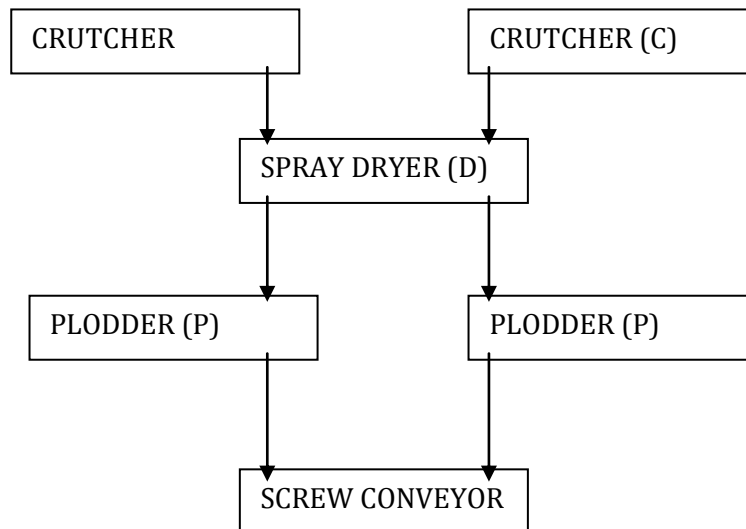 CRUTCHER
CRUTCHER (C)
SPRAY DRYER (D)
PLODDER (P)
PLODDER (P)
SCREW CONVEYOR